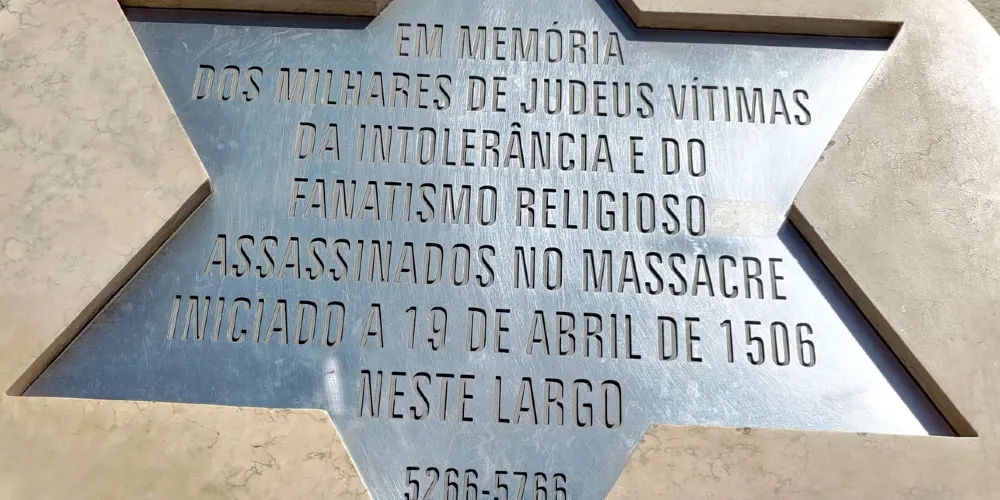 EM MEMÓRIA
DOS MILHARES DE JUDEUS VÍTIMAS
DA INTOLERÂNCIA E DO
FANATISMO RELIGIOSO
ASSASSINADOS NO MASSACRE
INICIADO A 19 DE ABRIL DE 1506
NESTE LARGO
5266-5766